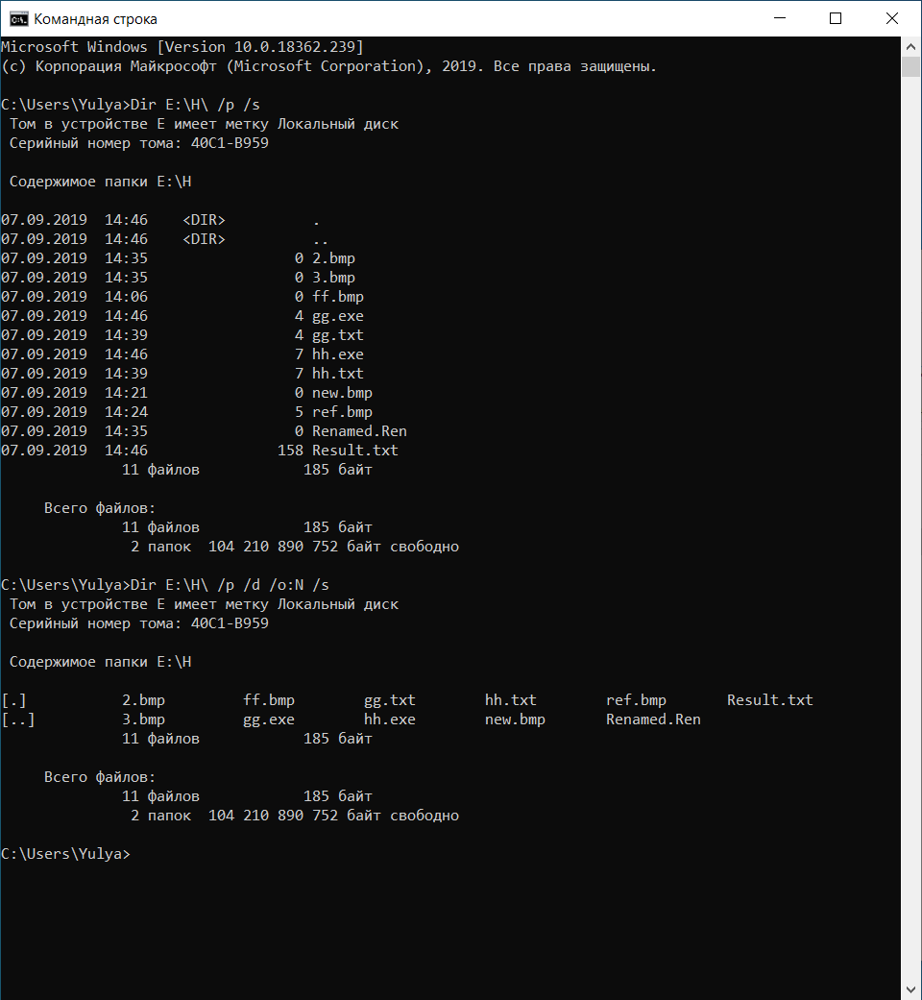 Командная строка
Microsoft Windows [Version 10.0.18362.239]
(c) Корпорация Майкрософт (Microsoft Corporation), 2019. Все права защищены.
C:\Users\Yulya>Dir E:\H\ /p /s
Том в устройстве E имеет метку Локальный диск
Серийный номер тома: 40C1-B959
Содержимое папки E:\H
07.09.2019  14:46    <DIR>          .
07.09.2019  14:46    <DIR>          ..
07.09.2019  14:35                 0 2.bmp
07.09.2019  14:35                 0 3.bmp
07.09.2019  14:06                 0 ff.bmp
07.09.2019  14:46                 4 gg.exe
07.09.2019  14:39                 4 gg.txt
07.09.2019  14:46                 7 hh.exe
07.09.2019  14:39                 7 hh.txt
07.09.2019  14:21                 0 new.bmp
07.09.2019  14:24                 5 ref.bmp
07.09.2019  14:35                 0 Renamed.Ren
07.09.2019  14:46               158 Result.txt
11 файлов            185 байт
Всего файлов:
11 файлов            185 байт
2 папок  104 210 890 752 байт свободно
C:\Users\Yulya>Dir E:\H\ /p /d /o:N /s
Том в устройстве E имеет метку Локальный диск
Серийный номер тома: 40C1-B959
Содержимое папки E:\H
[.]           2.bmp         ff.bmp        gg.txt        hh.txt        ref.bmp       Result.txt
[..]          3.bmp         gg.exe        hh.exe        new.bmp       Renamed.Ren
11 файлов            185 байт
Всего файлов:
11 файлов            185 байт
2 папок  104 210 890 752 байт свободно
C:\Users\Yulya>